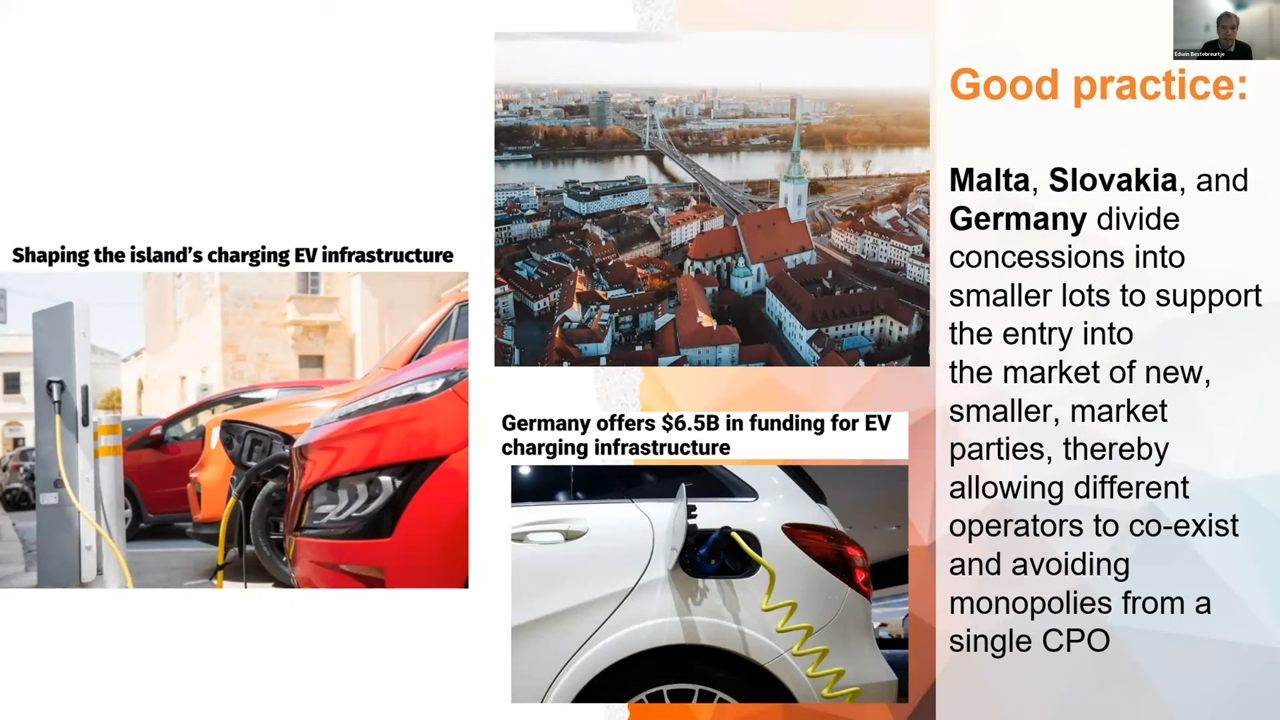 Shaping the island's charging EV infrastructure
Germany offers $6.5B in funding for EV
charging infrastructure
Edwin Bestebreurtje
Good practice:
Malta, Slovakia, and
Germany divide
concessions into
smaller lots to support
the entry into
the market of new,
smaller, market
parties, thereby
allowing different
operators to co-exist
and avoiding
monopolies from a
single CPO